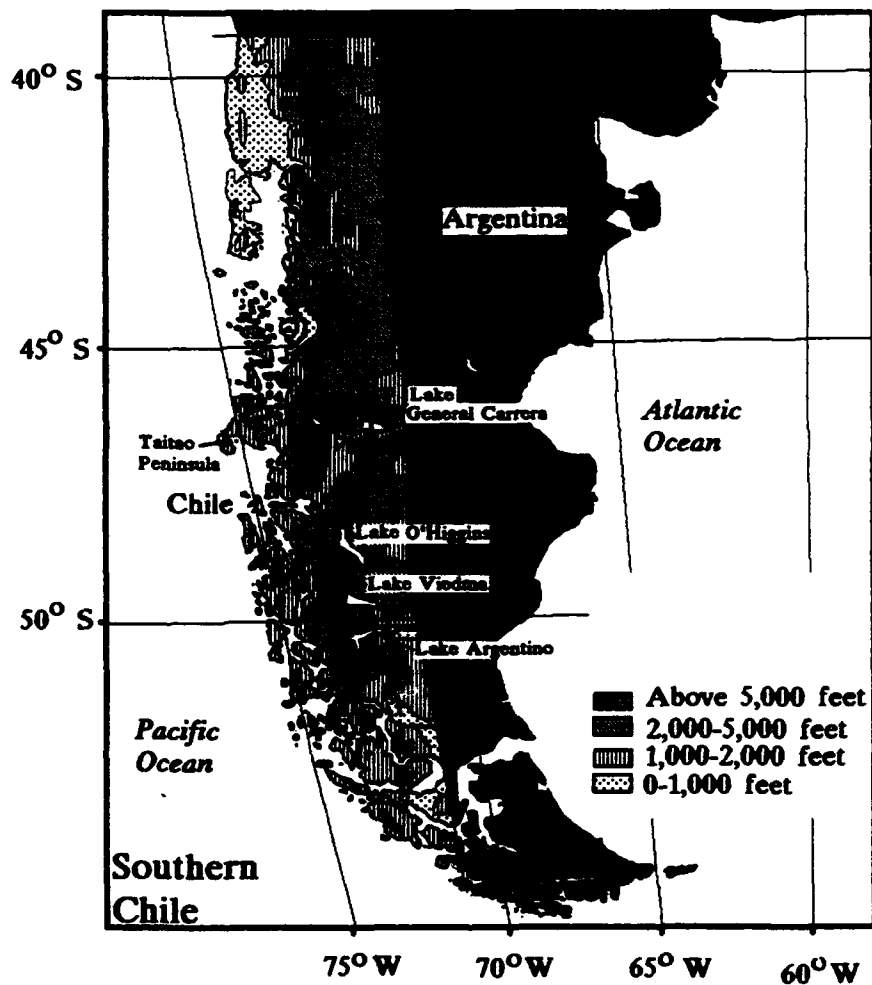 40° S
Argentina
45° S
Lake
General Carrera
Atlantic
Ocean
Taitao
Peninsula
Chile
Lake O'Higgins
Lake Viedma
50° S
Lake Argentino
Above 5,000 feet
2,000-5,000 feet
1,000-2,000 feet
0-1,000 feet
Pacific
Ocean
Southern
Chile
75° W
70° W
65° W
60° W